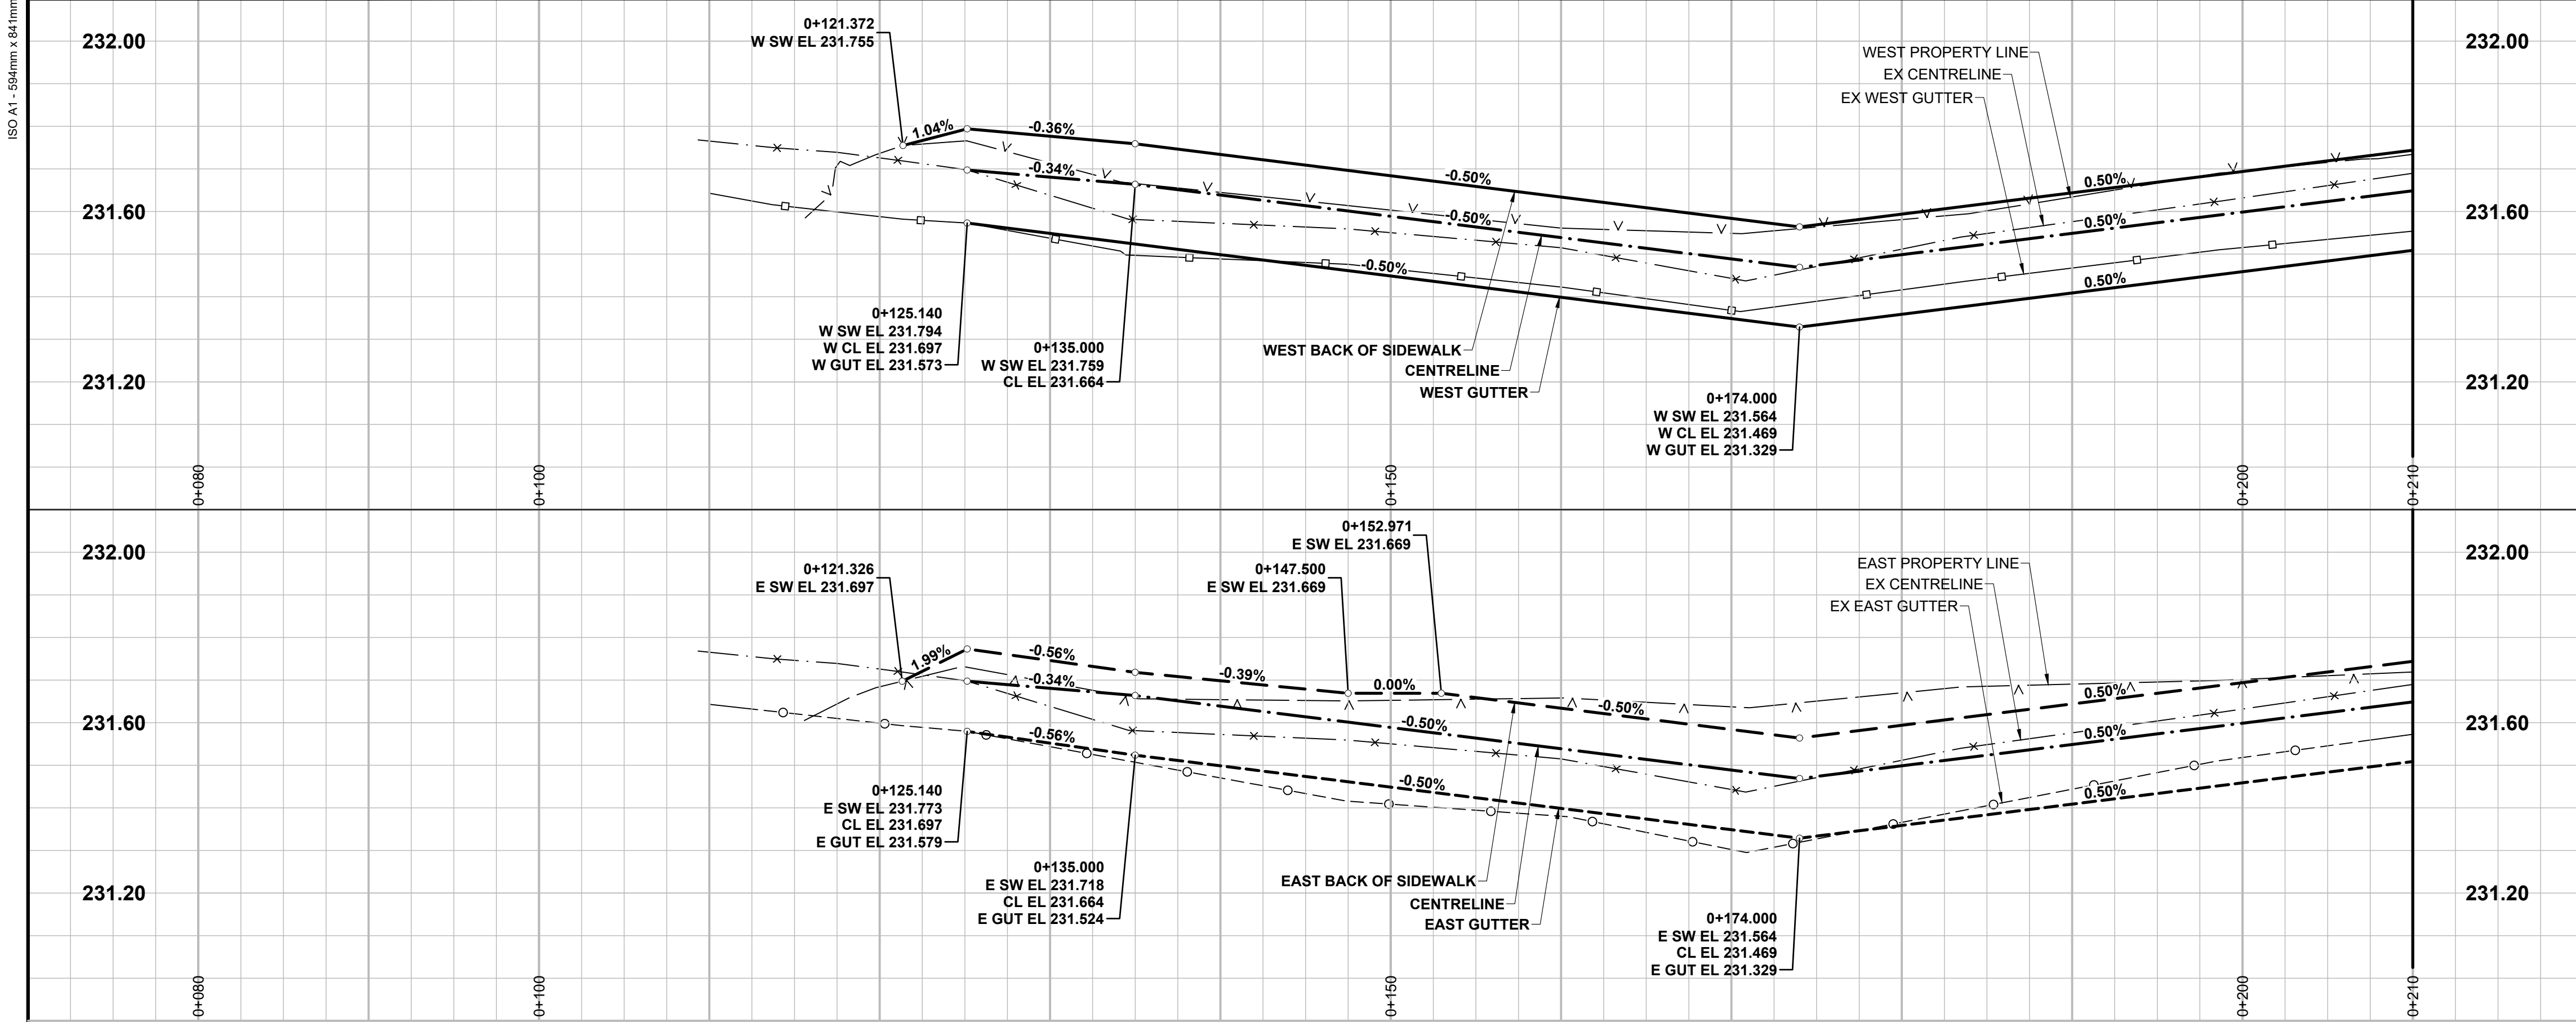 ISO A1 - 594mm x 841mm
232.00
231.60
231.20
0+121.372
W SW EL 231.755
1.04%
-0.36%
-0.34%
-0.50%
-0.50%
-0.50%
0.50%
0.50%
0.50%
WEST PROPERTY LINE
EX CENTRELINE
EX WEST GUTTER
0+125.140
W SW EL 231.794
W CL EL 231.697
W GUT EL 231.573
0+135.000
W SW EL 231.759
CL EL 231.664
WEST BACK OF SIDEWALK
CENTRELINE
WEST GUTTER
0+174.000
W SW EL 231.564
W CL EL 231.469
W GUT EL 231.329
232.00
231.60
231.20
0+080
0+100
0+150
0+200
0+210
232.00
231.60
231.20
0+121.326
E SW EL 231.697
0+147.500
E SW EL 231.669
0+152.971
E SW EL 231.669
1.99%
-0.56%
-0.34%
-0.56%
-0.39%
0.00%
-0.50%
-0.50%
-0.50%
0.50%
0.50%
0.50%
EAST PROPERTY LINE
EX CENTRELINE
EX EAST GUTTER
0+125.140
E SW EL 231.773
CL EL 231.697
E GUT EL 231.579
0+135.000
E SW EL 231.718
CL EL 231.664
E GUT EL 231.524
EAST BACK OF SIDEWALK
CENTRELINE
EAST GUTTER
0+174.000
E SW EL 231.564
CL EL 231.469
E GUT EL 231.329
232.00
231.60
231.20
0+080
0+100
0+150
0+200
0+210